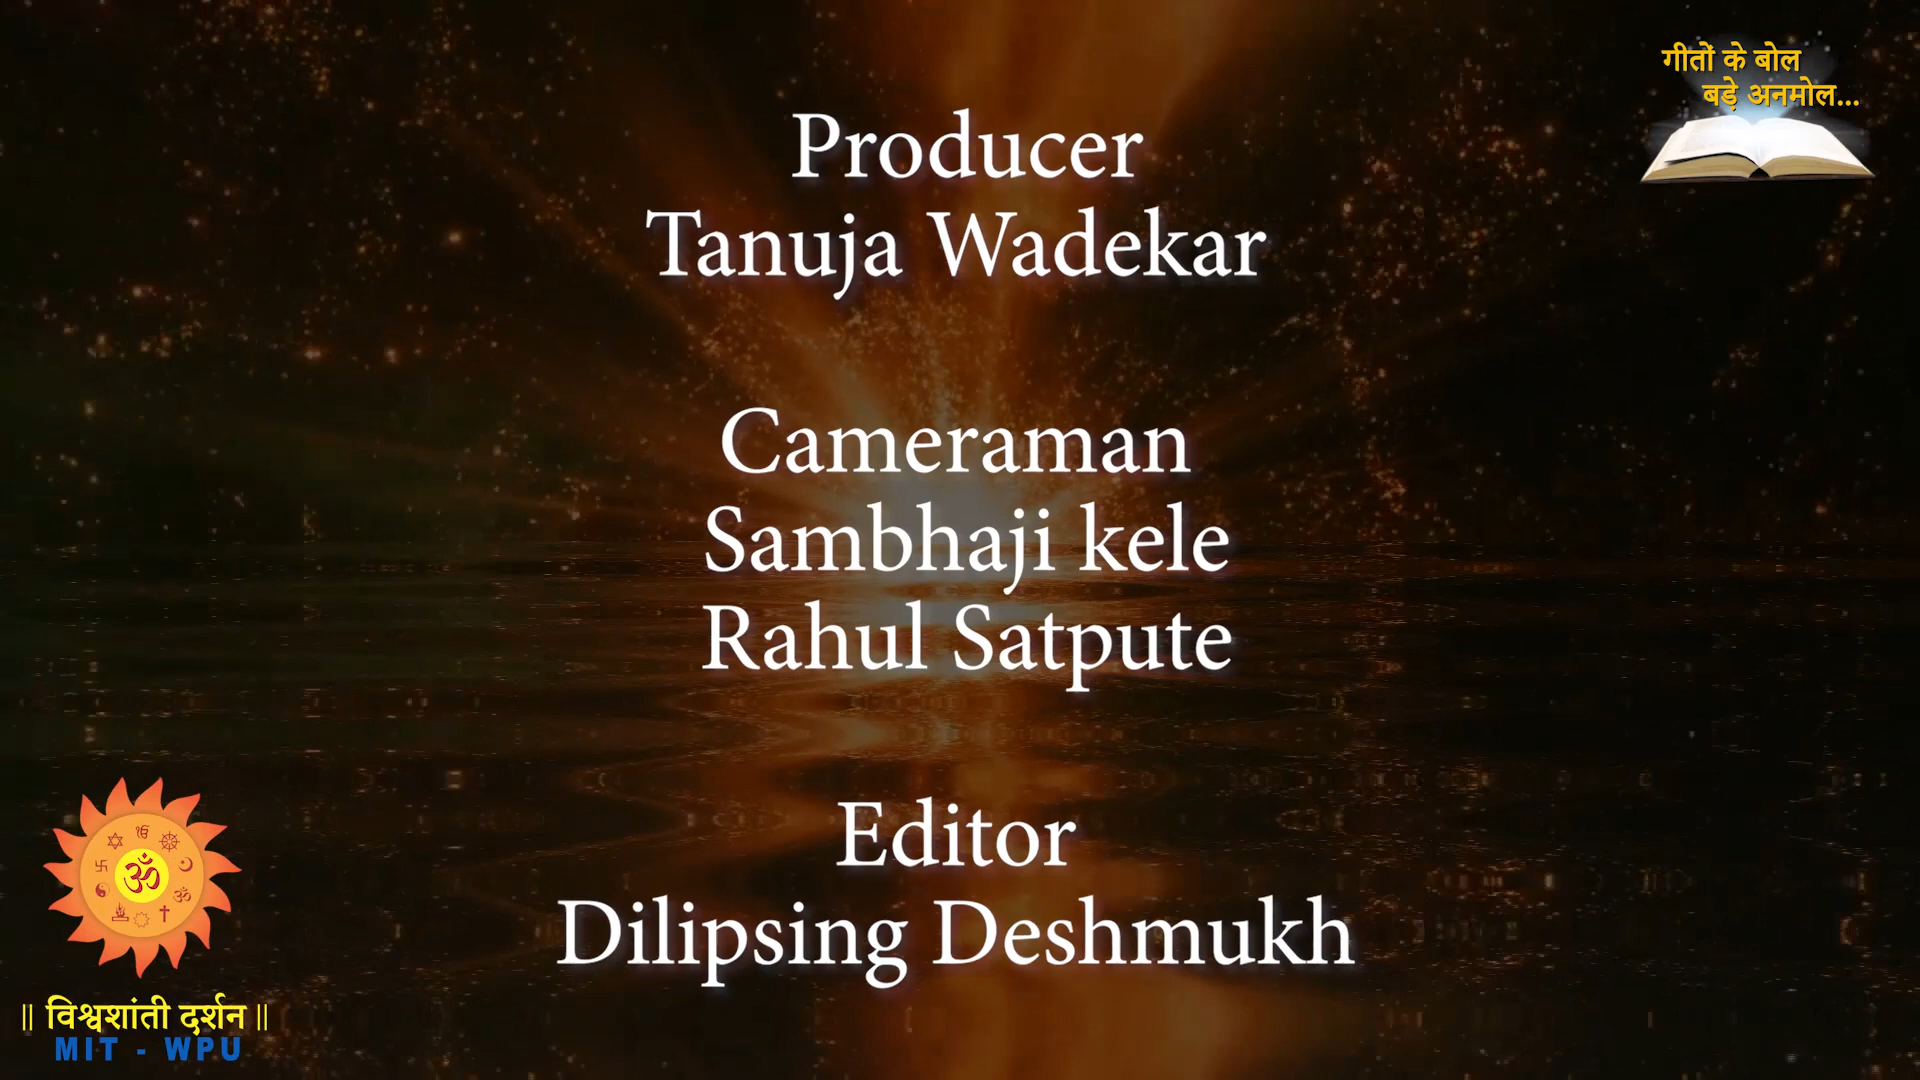 गीतों के बोल
बड़े अनमोल...
Producer
Tanuja Wadekar
Cameraman
Sambhaji kele
Rahul Satpute
Editor
Dilipsing Deshmukh
ॐ
|| विश्वशांती दर्शन ||
MIT - WPU